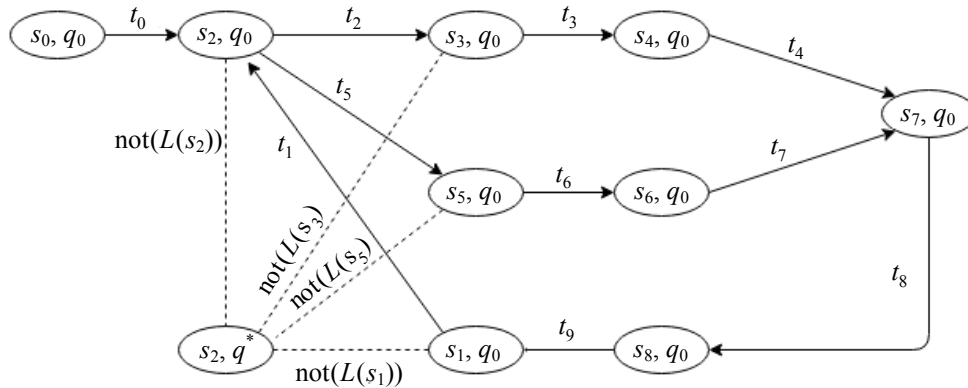 t0
t2
t3
s0, q0
s2, q0
s3, q0
s4, q0
t4
t5
s7, q0
not(L(s2))
t1
t7
t6
s5, q0
s6, q0
not(L(s3)
not(L(s5)
t8
t9
s2, q*
s1, q0
s8, q0
not(L(s1))